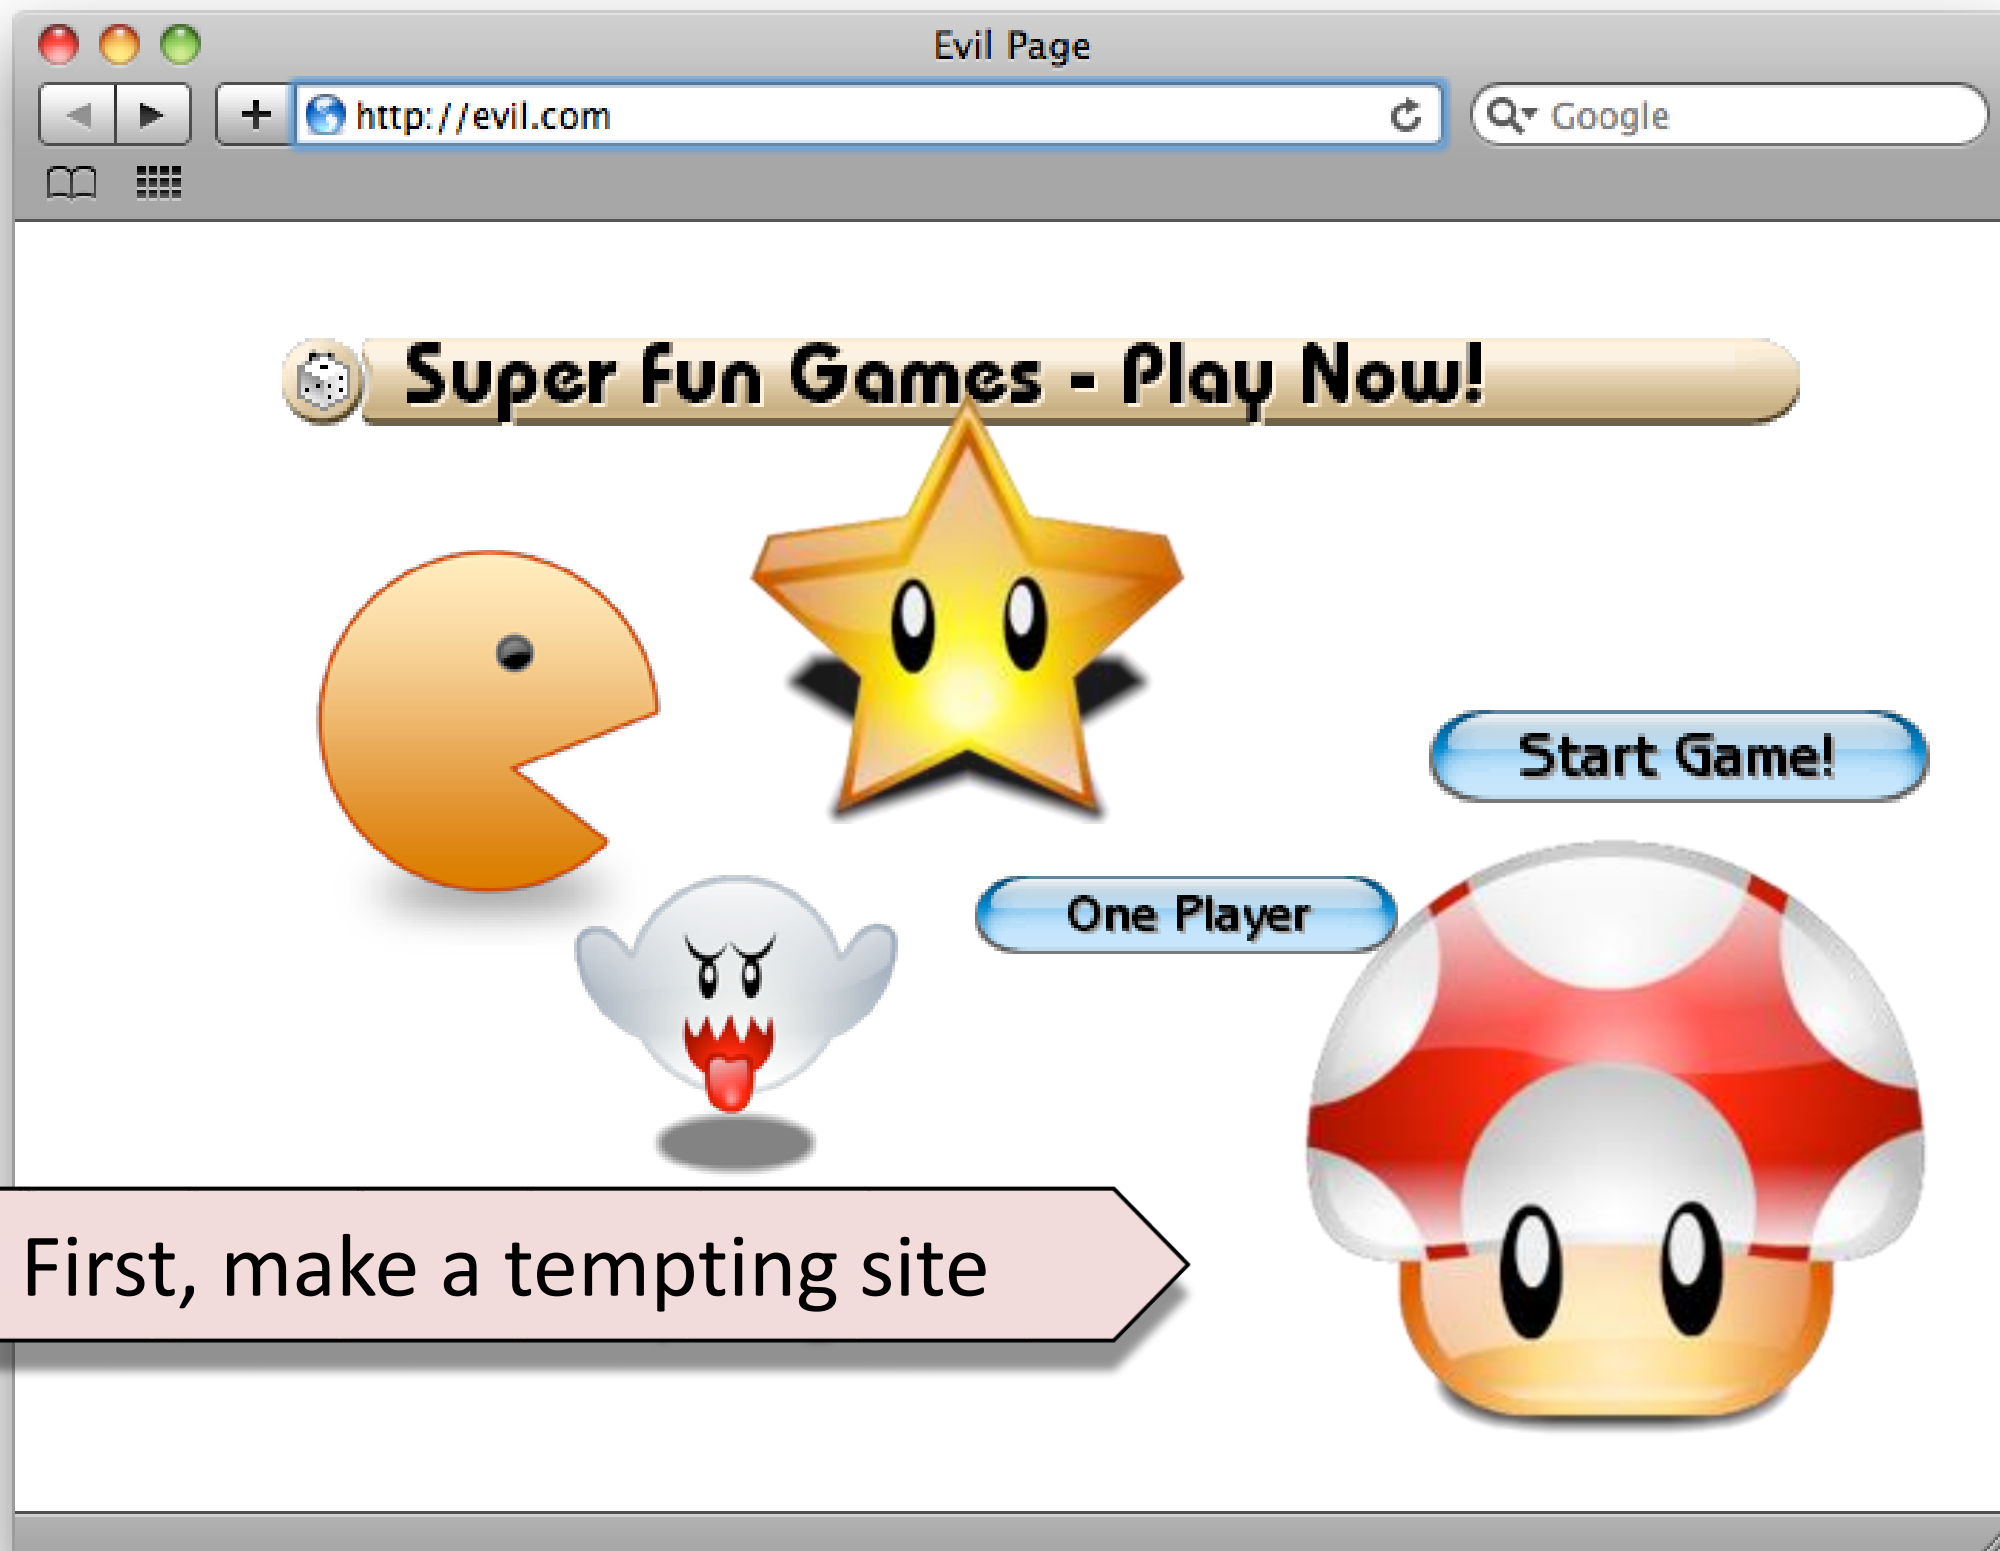 Evil Page
http://evil.com
Google
Super Fun Games - Play Now!
Start Game!
One Player
First, make a tempting site